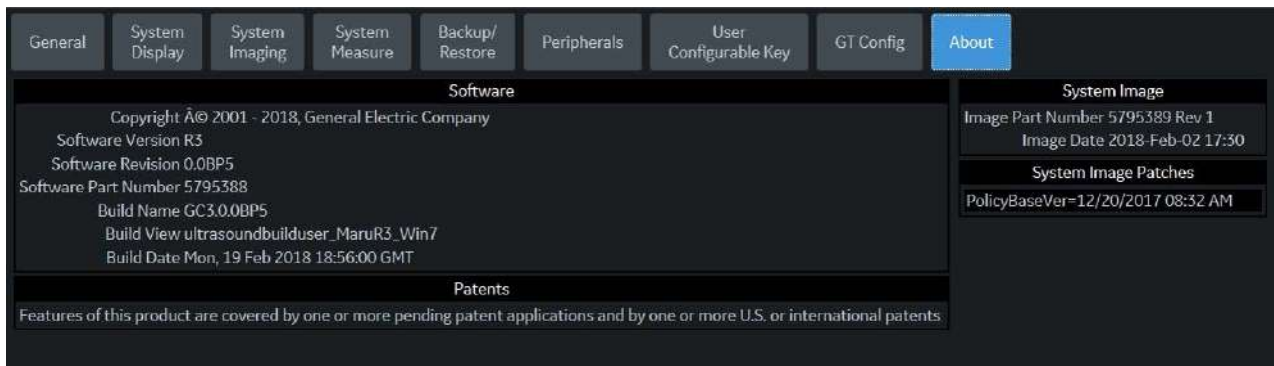 General
System
Display
System
Imaging
System
Measure
Backup/
Restore
Peripherals
User
Configurable Key
GT Config
About
Software
Copyright Â© 2001 - 2018, General Electric Company
Software Version R3
Software Revision 0.0BP5
Software Part Number 5795388
Build Name GC3.0.0BP5
Build View ultrasoundbuilduser_MaruR3_Win7
Build Date Mon, 19 Feb 2018 18:56:00 GMT
Patents
Features of this product are covered by one or more pending patent applications and by one or more U.S. or international patents
System Image
Image Part Number 5795389 Rev 1
Image Date 2018-Feb-02 17:30
System Image Patches
PolicyBaseVer=12/20/2017 08:32 AM